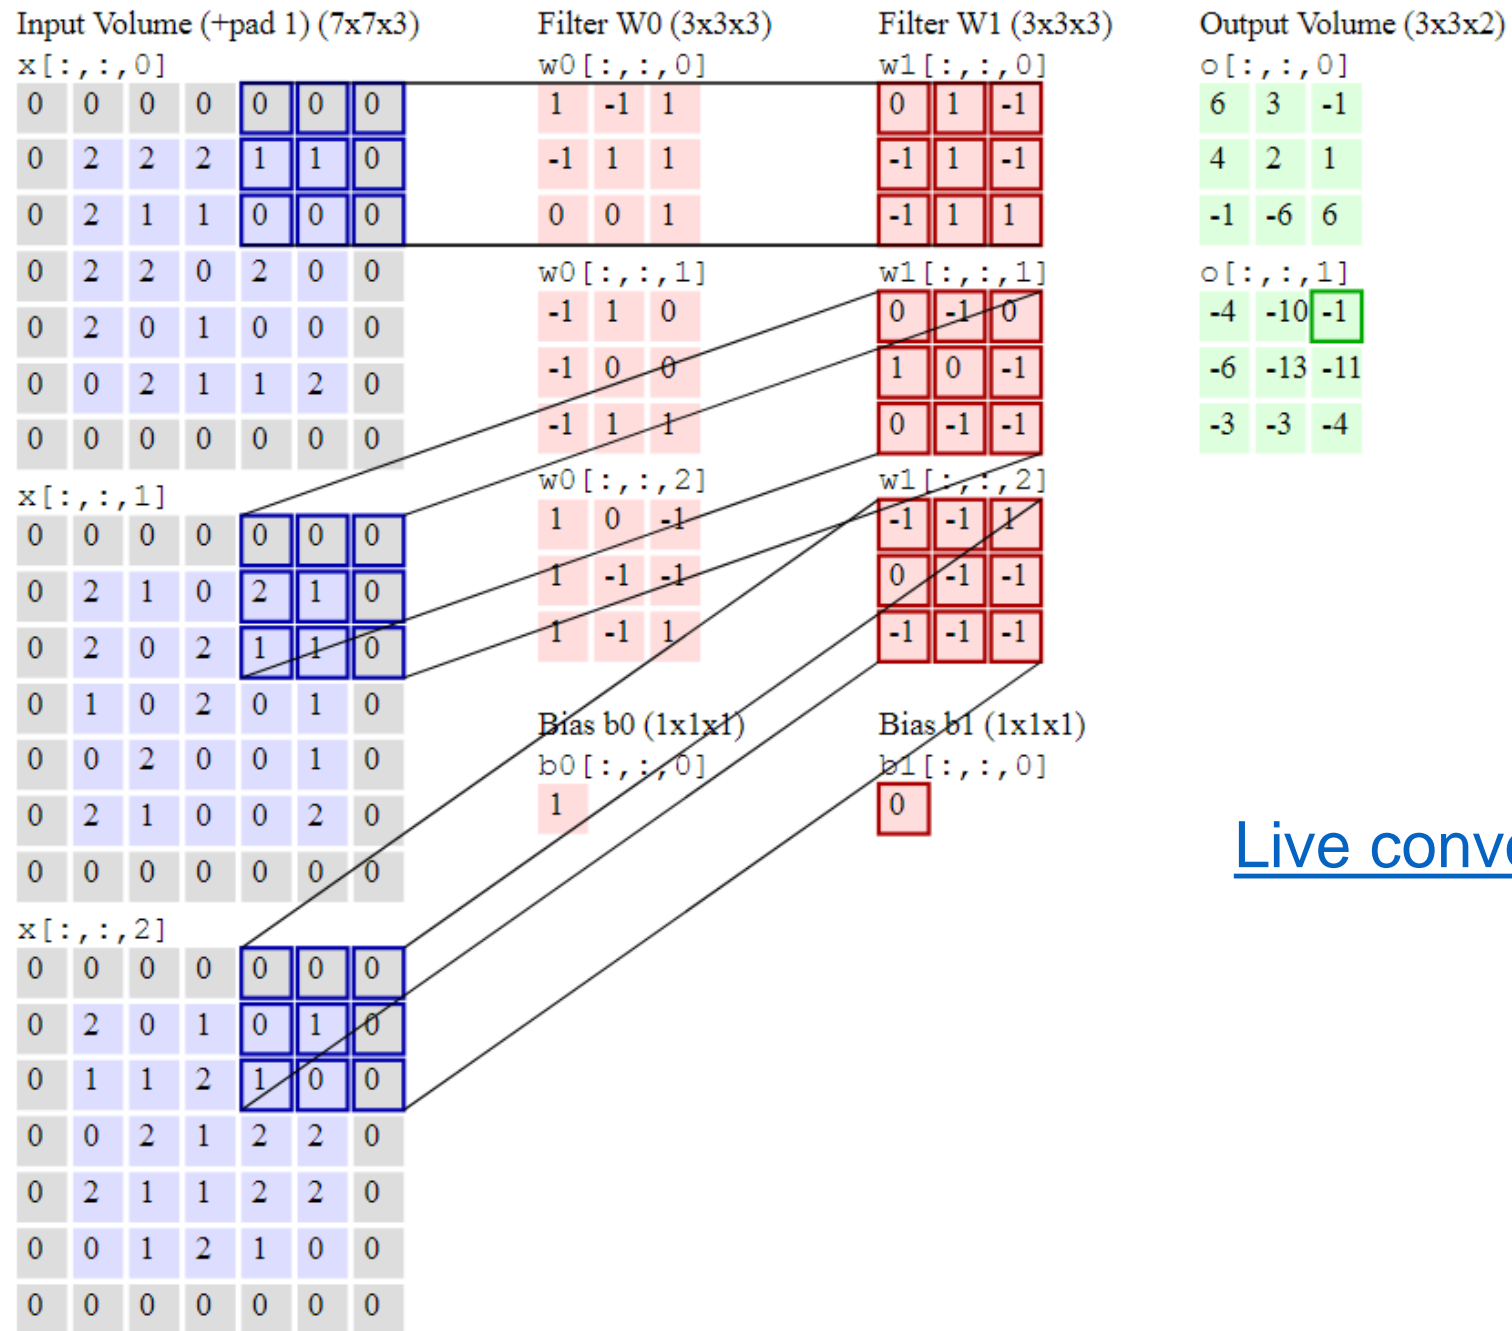 Input Volume (+pad 1) (7x7x3)
x[:,:,0]
0 0 0 0 0 0 0
0 2 2 2 1 1 0
0 2 1 1 0 0 0
0 2 2 0 2 0 0
0 2 0 1 0 0 0
0 0 2 1 1 2 0
0 0 0 0 0 0 0
x[:,:,1]
0 0 0 0 0 0 0
0 2 1 0 2 1 0
0 2 0 2 1 1 0
0 1 0 2 0 1 0
0 0 2 0 0 1 0
0 2 1 0 0 2 0
0 0 0 0 0 0 0
x[:,:,2]
0 0 0 0 0 0 0
0 2 0 1 0 1 0
0 1 1 2 1 0 0
0 0 2 1 2 2 0
0 2 1 1 2 2 0
0 0 1 2 1 0 0
0 0 0 0 0 0 0
Filter W0 (3x3x3)
w0[:,:,0]
1 -1 1
-1 1 1
0 0 1
w0[:,:,1]
-1 1 0
-1 0 0
-1 1 1
w0[:,:,2]
1 0 -1
1 -1 -1
1 -1 1
Bias b0 (1x1x1)
b0[:,:,0]
1
Filter W1 (3x3x3)
w1[:,:,0]
0 1 -1
-1 1 -1
-1 1 1
w1[:,:,1]
0 -1 0
1 0 -1
0 -1 -1
w1[:,:,2]
-1 -1 1
0 -1 -1
-1 -1 -1
Bias b1 (1x1x1)
b1[:,:,0]
0
Output Volume (3x3x2)
o[:,:,0]
6 3 -1
4 2 1
-1 -6 6
o[:,:,1]
-4 -10 -1
-6 -13 -11
-3 -3 -4
Live conv